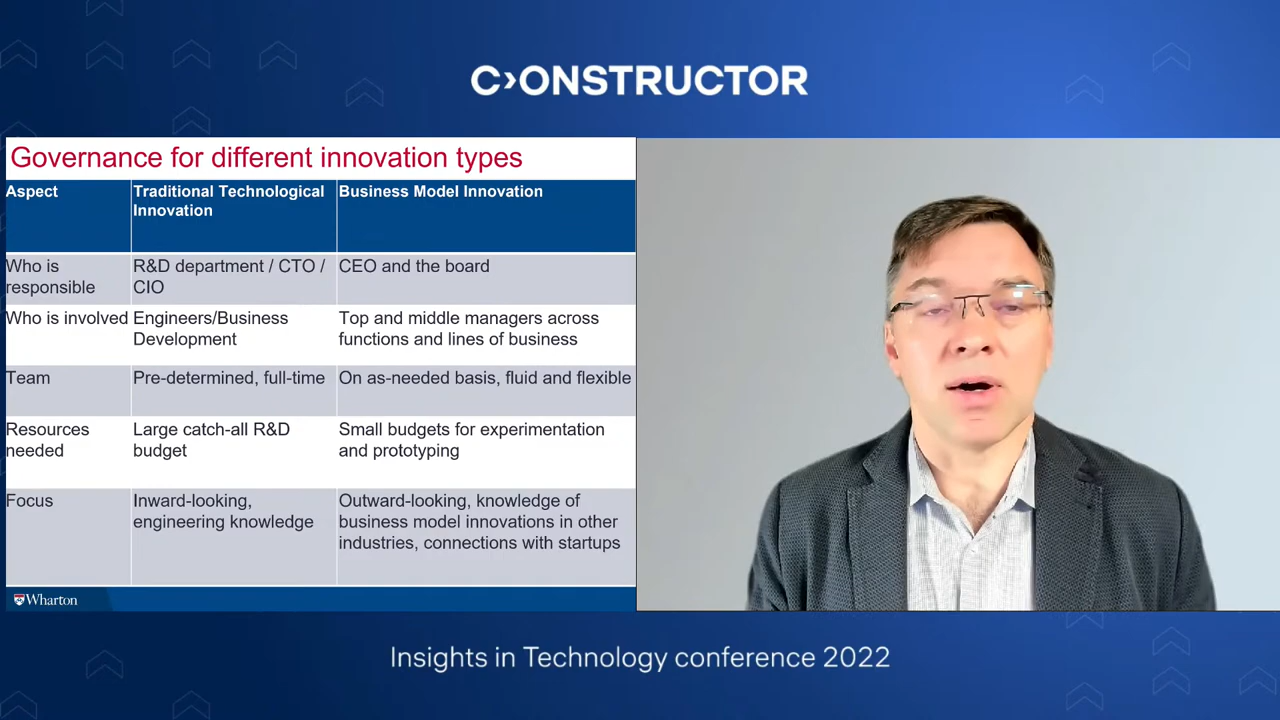 C›ONSTRUCTOR
Governance for different innovation types
Aspect
Traditional Technological
Innovation
Business Model Innovation
Who is
responsible
R&D department / CTO /
CIO
CEO and the board
Who is involved
Engineers/Business
Development
Top and middle managers across
functions and lines of business
Team
Pre-determined, full-time
On as-needed basis, fluid and flexible
Resources
needed
Large catch-all R&D
budget
Small budgets for experimentation
and prototyping
Focus
Inward-looking,
engineering knowledge
Outward-looking, knowledge of
business model innovations in other
industries, connections with startups
Wharton
Insights in Technology conference 2022